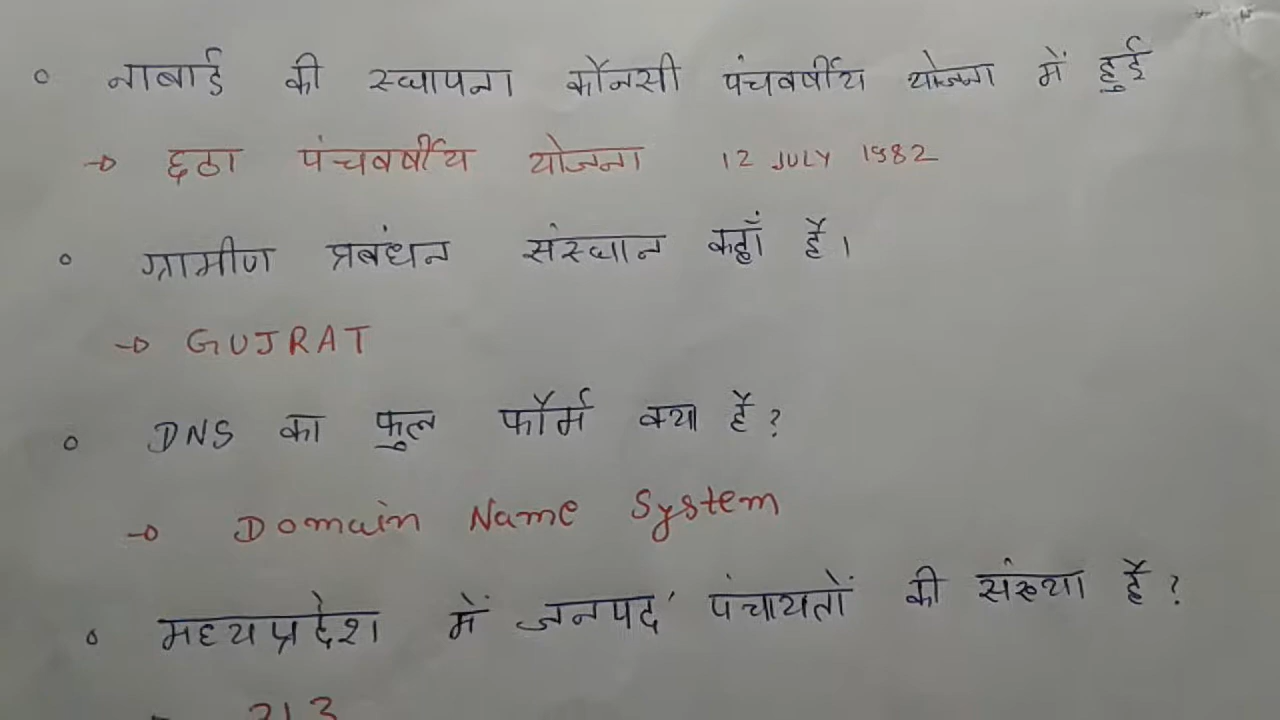 नाबार्ड की स्थापना कौनसी पंचवर्षीय योजना में हुई
छठा पंचवर्षीय योजना 12 JULY 1982
ग्रामीण प्रबंधन संस्थान कहाँ है।
GUJRAT
DNS का फुल फॉर्म क्या है?
Domain Name System
मध्यप्रदेश में जनपद पंचायतों की संख्या है?
313